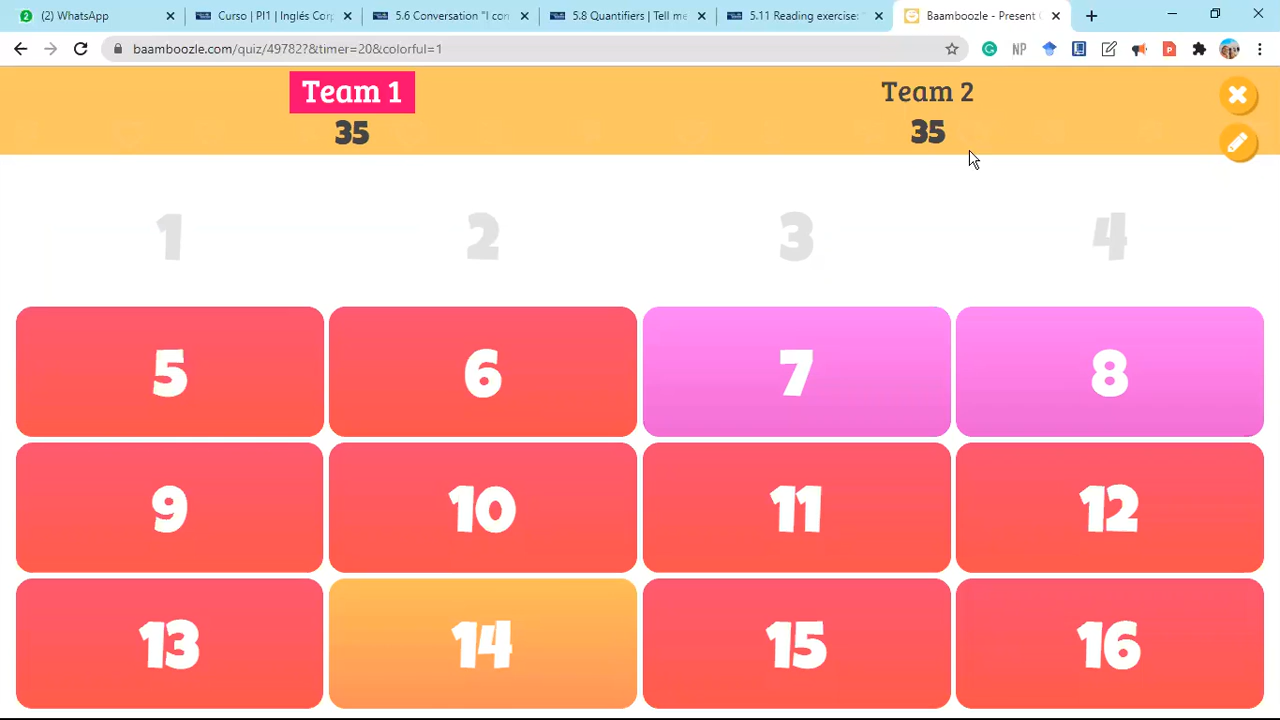 (2) WhatsApp
Curso | PI1 | Inglés Corp
5.6 Conversation "I con
5.8 Quantifiers | Tell me
5.11 Reading exercise: "
Baamboozle - Present C
baamboozle.com/quiz/49782?&timer=20&colorful=1
NP
Team 1
Team 2
35
35
1
2
3
4
5
6
7
8
9
10
11
12
13
14
15
16